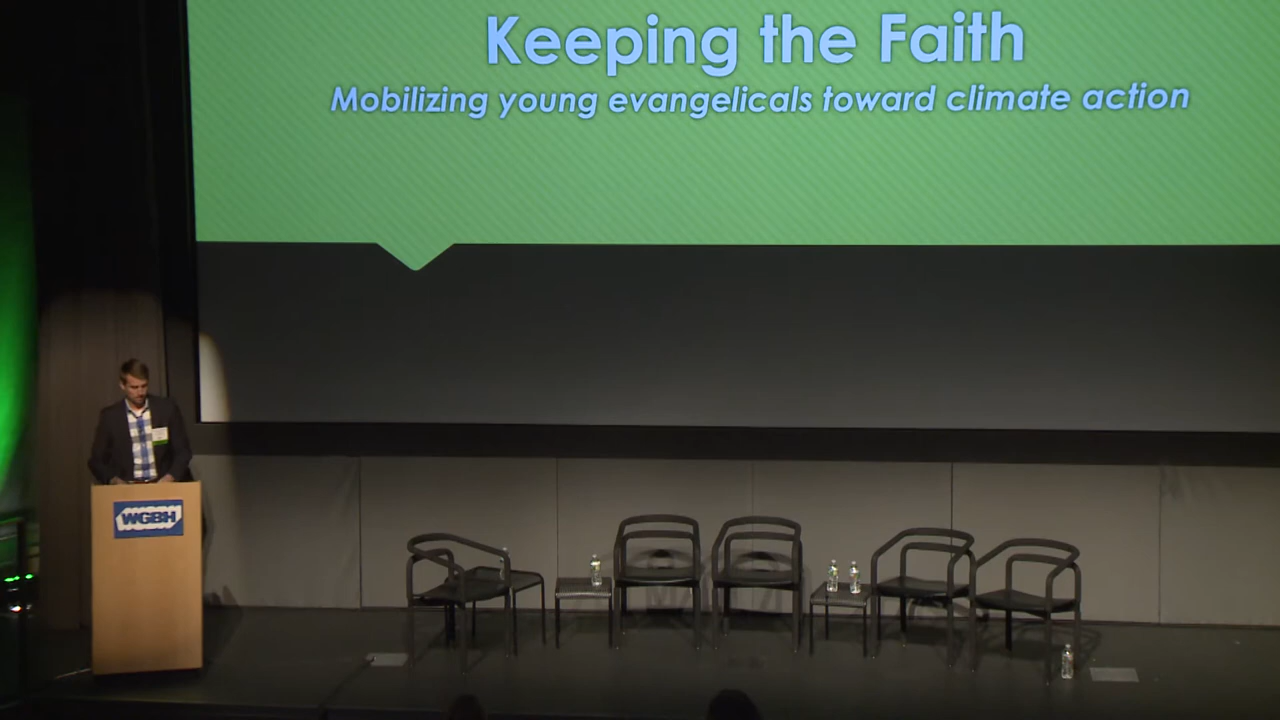 Keeping the Faith
Mobilizing young evangelicals toward climate action
WGBH